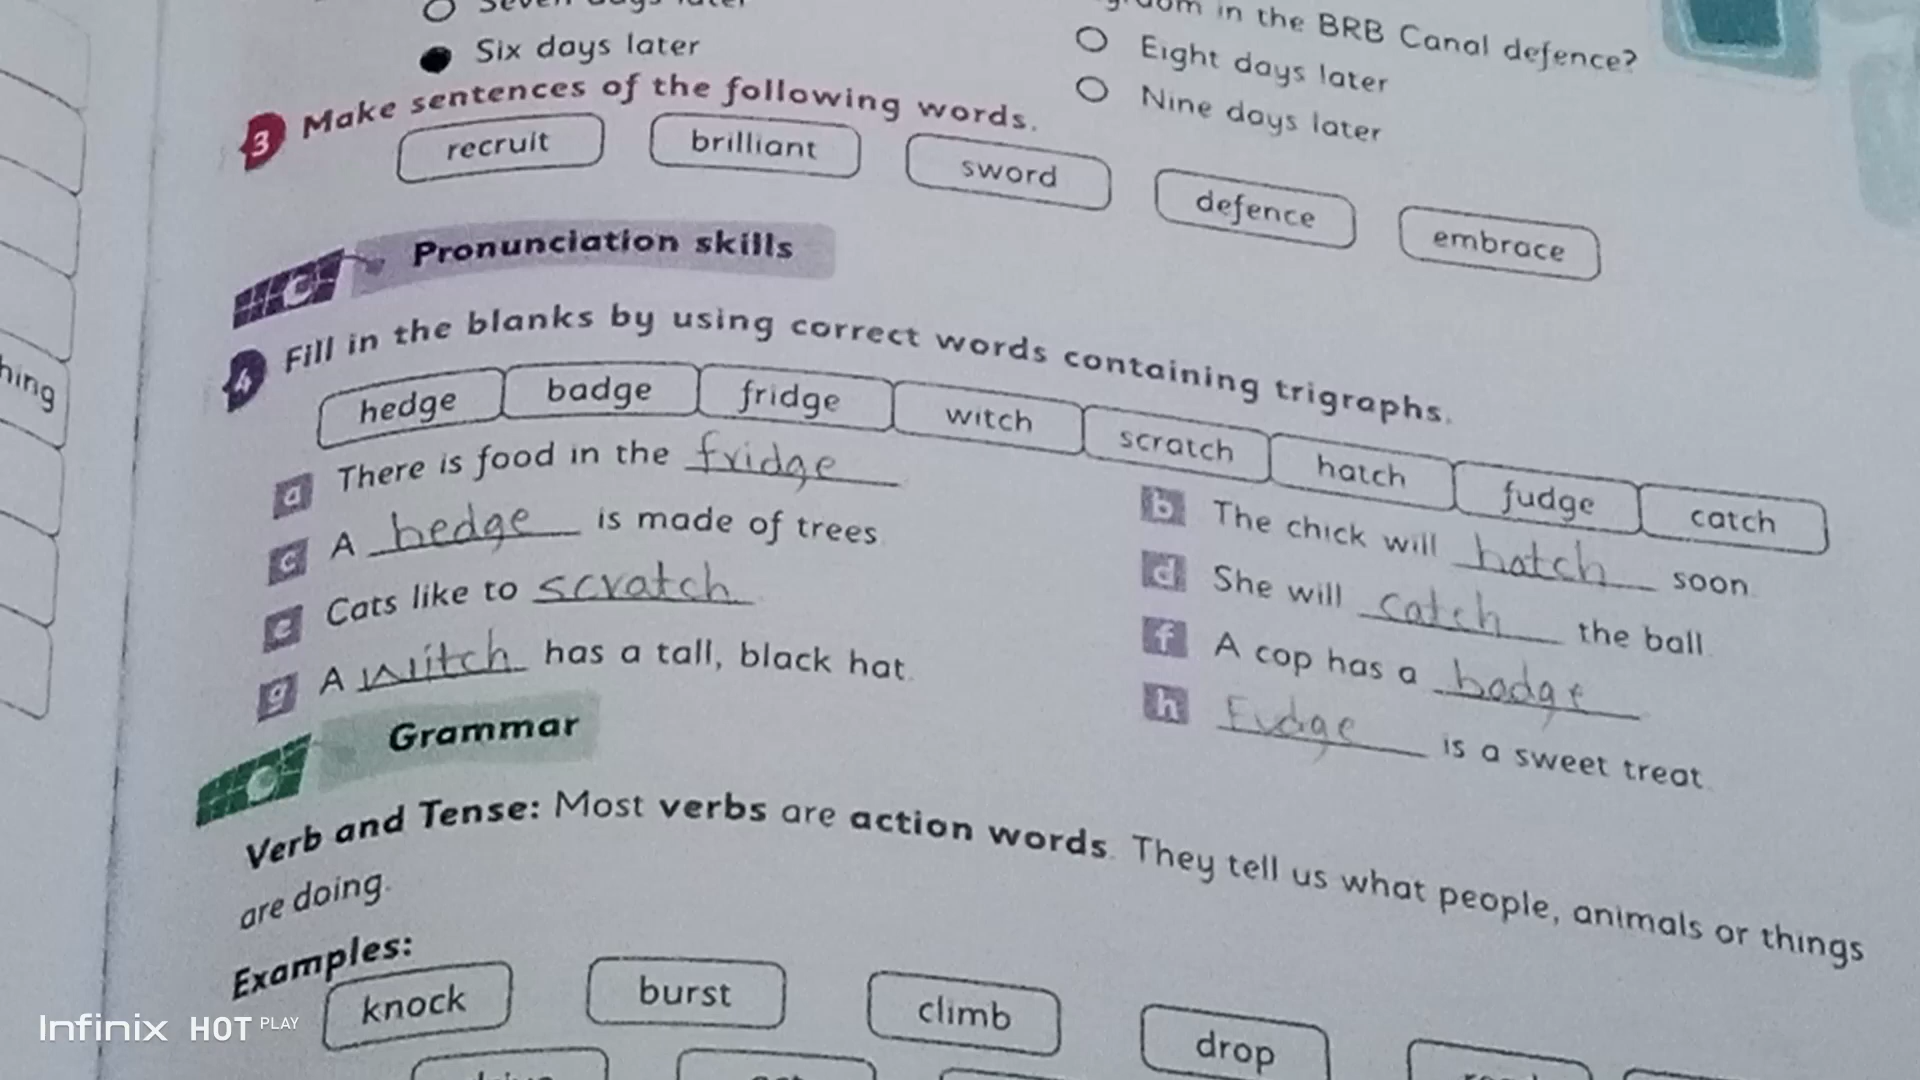 Six days later
in the BRB Canal defence?
Eight days later
Nine days later
3 Make sentences of the following words.
recruit brilliant sword defence embrace
C Pronunciation skills
4 Fill in the blanks by using correct words containing trigraphs.
hedge badge fridge witch scratch hatch fudge catch
a There is food in the fridge
b The chick will hatch soon.
c A hedge is made of trees.
d She will catch the ball.
e Cats like to scratch.
f A cop has a badge
g A witch has a tall, black hat.
h Fudge is a sweet treat.
hing
C Grammar
Verb and Tense: Most verbs are action words. They tell us what people, animals or things
are doing.
Examples:
knock burst climb drop
Infinix HOT PLAY